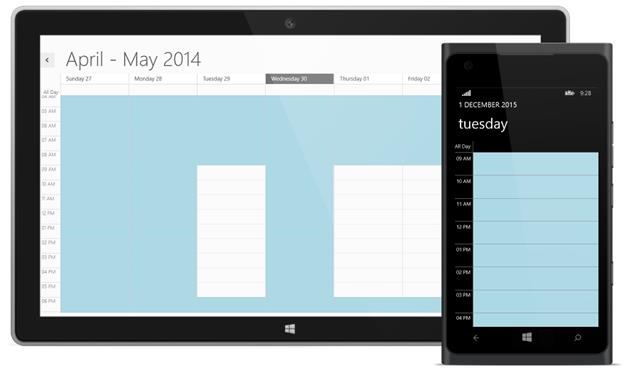 April - May 2014
Sunday 27 Monday 28 Tuesday 29 Wednesday 30 Thursday 01 Friday 02
All Day
05 AM
06 AM
07 AM
08 AM
09 AM
10 AM
11 AM
12 PM
01 PM
02 PM
03 PM
04 PM
05 PM
06 PM
9:28
1 DECEMBER 2015
tuesday
All Day
09 AM
10 AM
11 AM
12 PM
01 PM
02 PM
03 PM
04 PM